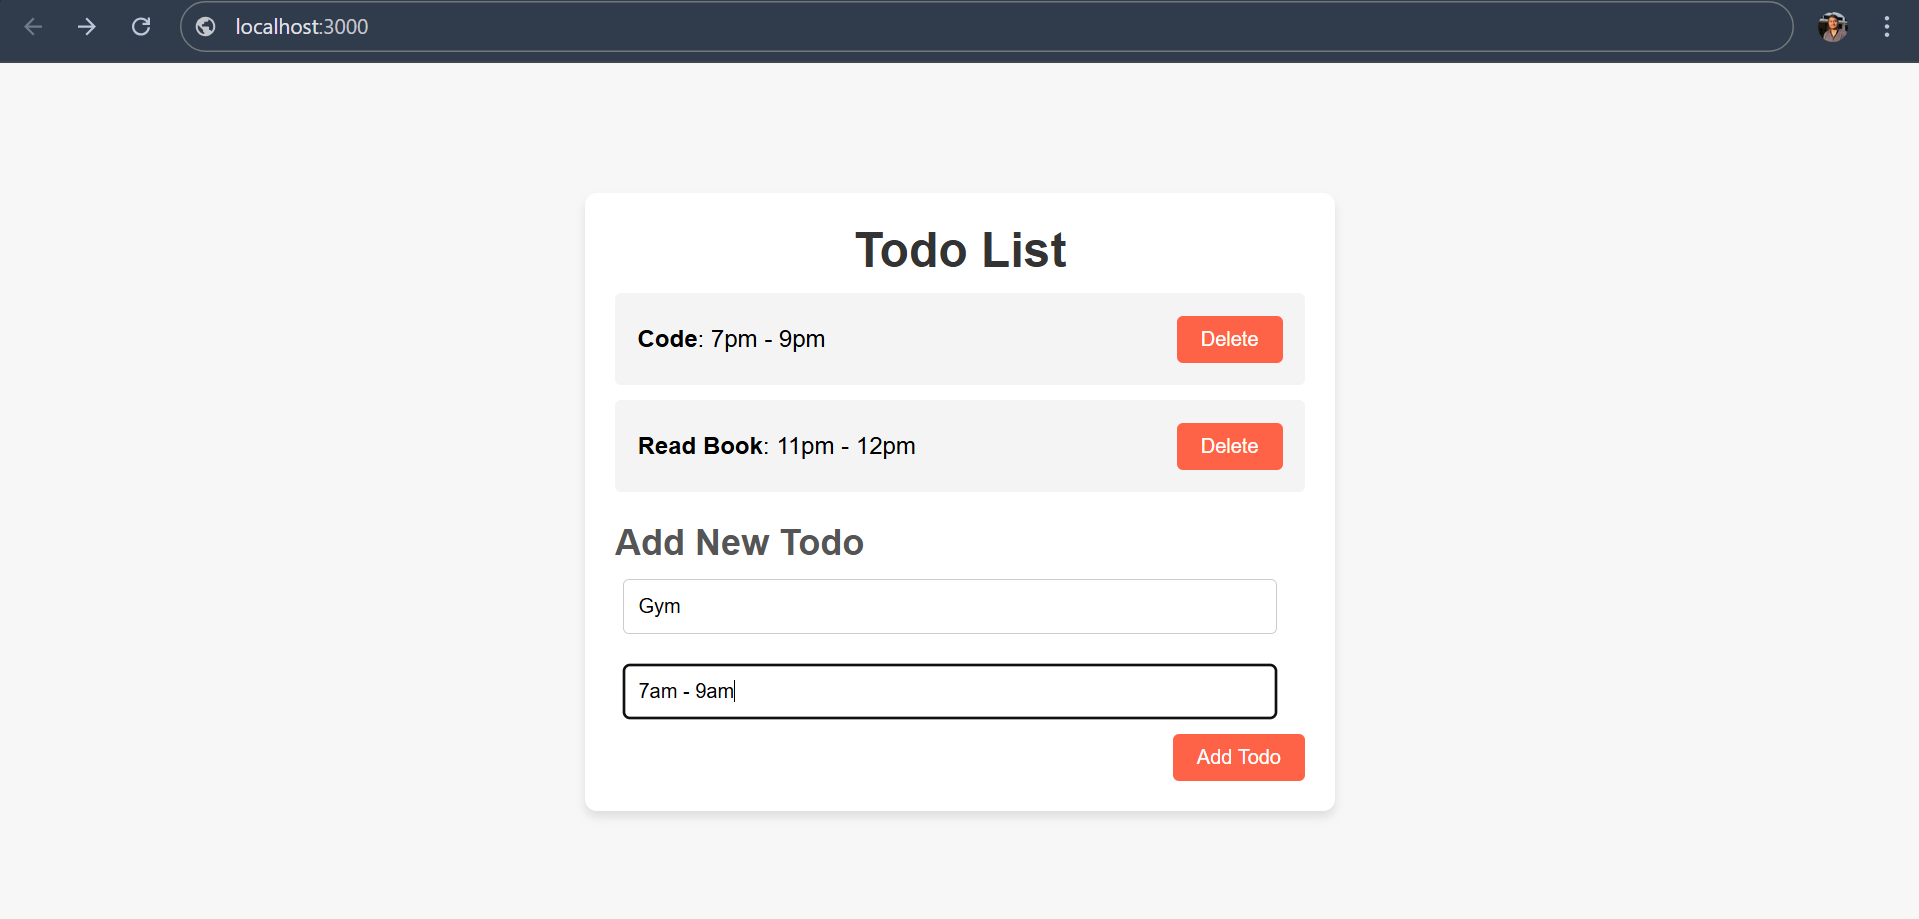 localhost:3000
Todo List
Code: 7pm - 9pm
Delete
Read Book: 11pm - 12pm
Delete
Add New Todo
Gym
7am - 9am
Add Todo